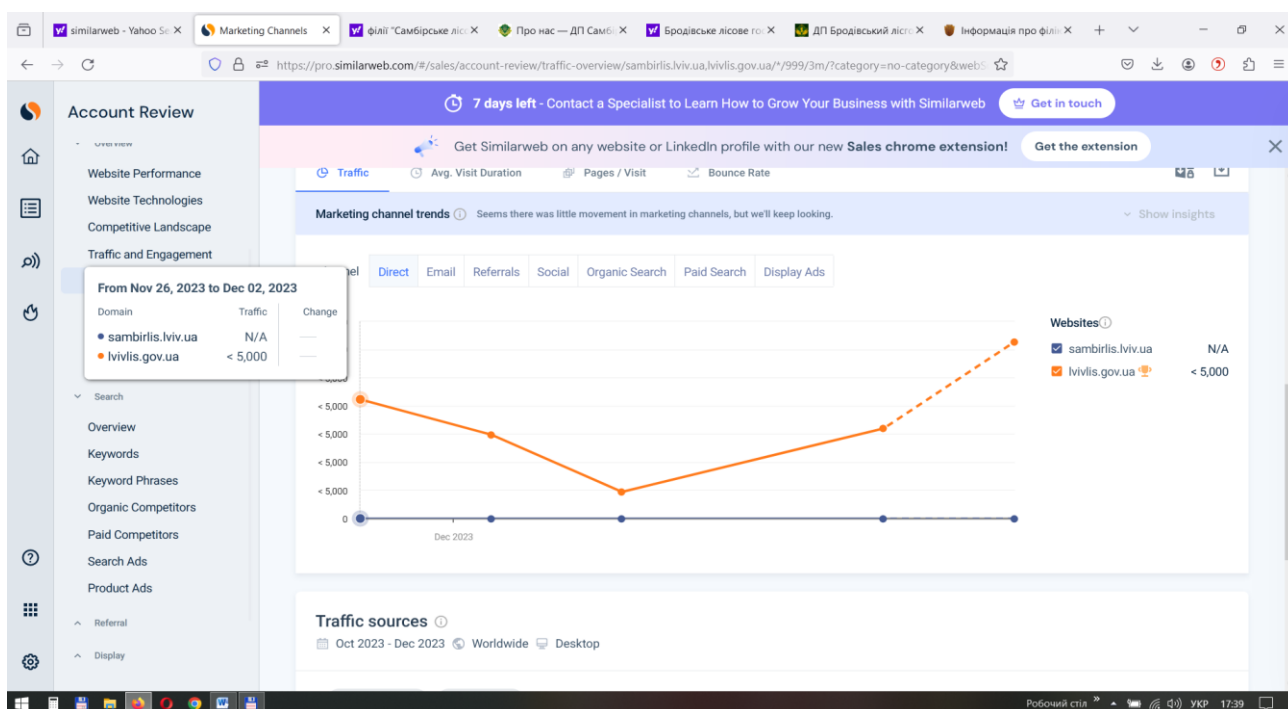 similarweb - Yahoo Se
Marketing Channels
філії "Самбірське ліс
Про нас — ДП Самбі
Бродівське лісове го
ДП Бродівський лісго
Інформація про філі
https://pro.similarweb.com/#/sales/account-review/traffic-overview/sambirlis.lviv.ua,lvivlis.gov.ua/*/999/3m/?category=no-category&webS
Account Review
7 days left - Contact a Specialist to Learn How to Grow Your Business with Similarweb
Get in touch
Get Similarweb on any website or LinkedIn profile with our new Sales chrome extension!
Get the extension
Overview
Website Performance
Website Technologies
Competitive Landscape
Traffic and Engagement
Traffic
Avg. Visit Duration
Pages / Visit
Bounce Rate
Marketing channel trends
Seems there was little movement in marketing channels, but we'll keep looking.
Show insights
Direct
Email
Referrals
Social
Organic Search
Paid Search
Display Ads
From Nov 26, 2023 to Dec 02, 2023
Domain Traffic Change
sambirlis.lviv.ua N/A
lvivlis.gov.ua < 5,000
Websites
sambirlis.lviv.ua N/A
lvivlis.gov.ua < 5,000
< 5,000
< 5,000
< 5,000
< 5,000
0
Dec 2023
Search
Overview
Keywords
Keyword Phrases
Organic Competitors
Paid Competitors
Search Ads
Product Ads
Referral
Display
Traffic sources
Oct 2023 - Dec 2023 Worldwide Desktop
Робочий стіл » УКР 17:39